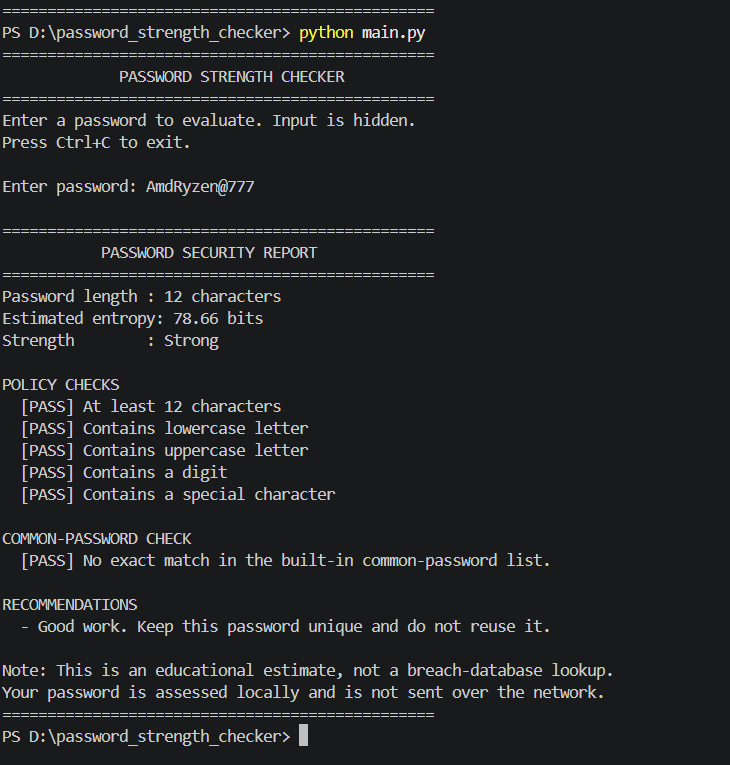 ================================================
PS D:\password_strength_checker> python main.py
================================================
PASSWORD STRENGTH CHECKER
================================================
Enter a password to evaluate. Input is hidden.
Press Ctrl+C to exit.
Enter password: AmdRyzen@777
================================================
PASSWORD SECURITY REPORT
================================================
Password length : 12 characters
Estimated entropy: 78.66 bits
Strength        : Strong
POLICY CHECKS
[PASS] At least 12 characters
[PASS] Contains lowercase letter
[PASS] Contains uppercase letter
[PASS] Contains a digit
[PASS] Contains a special character
COMMON-PASSWORD CHECK
[PASS] No exact match in the built-in common-password list.
RECOMMENDATIONS
- Good work. Keep this password unique and do not reuse it.
Note: This is an educational estimate, not a breach-database lookup.
Your password is assessed locally and is not sent over the network.
================================================
PS D:\password_strength_checker>